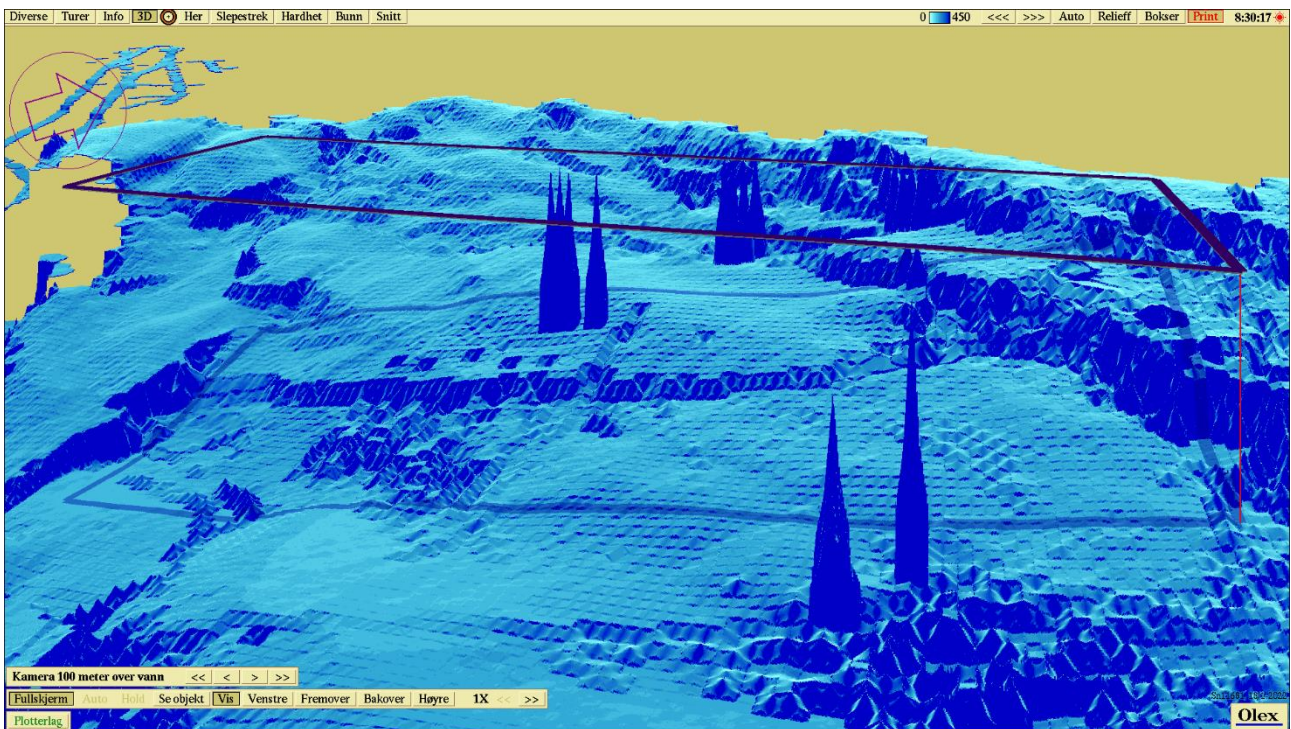 Diverse Turer Info 3D Her Slepestrek Hardhet Bunn Snitt 0 450 <<< >>> Auto Relieff Bokser Print 8:30:17
Kamera 100 meter over vann << < > >>
Fullskjerm Auto Hold Se objekt Vis Venstre Fremover Bakover Høyre 1X << >>
Plotterlag
Olex